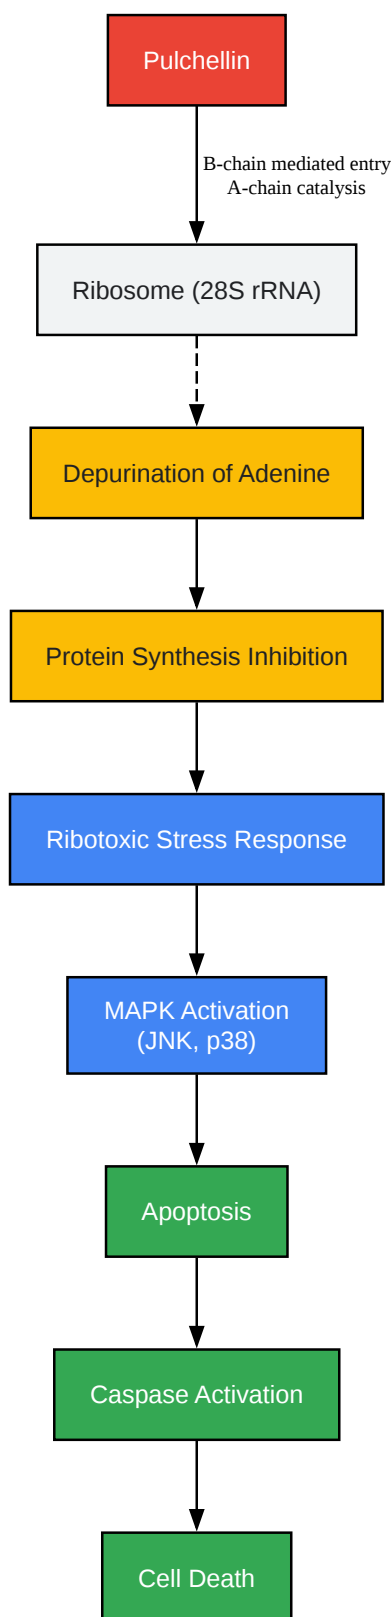 Pulchellin
B-chain mediated entry
A-chain catalysis
Ribosome (28S rRNA)
Depurination of Adenine
Protein Synthesis Inhibition
Ribotoxic Stress Response
MAPK Activation
(JNK, p38)
Apoptosis
Caspase Activation
Cell Death